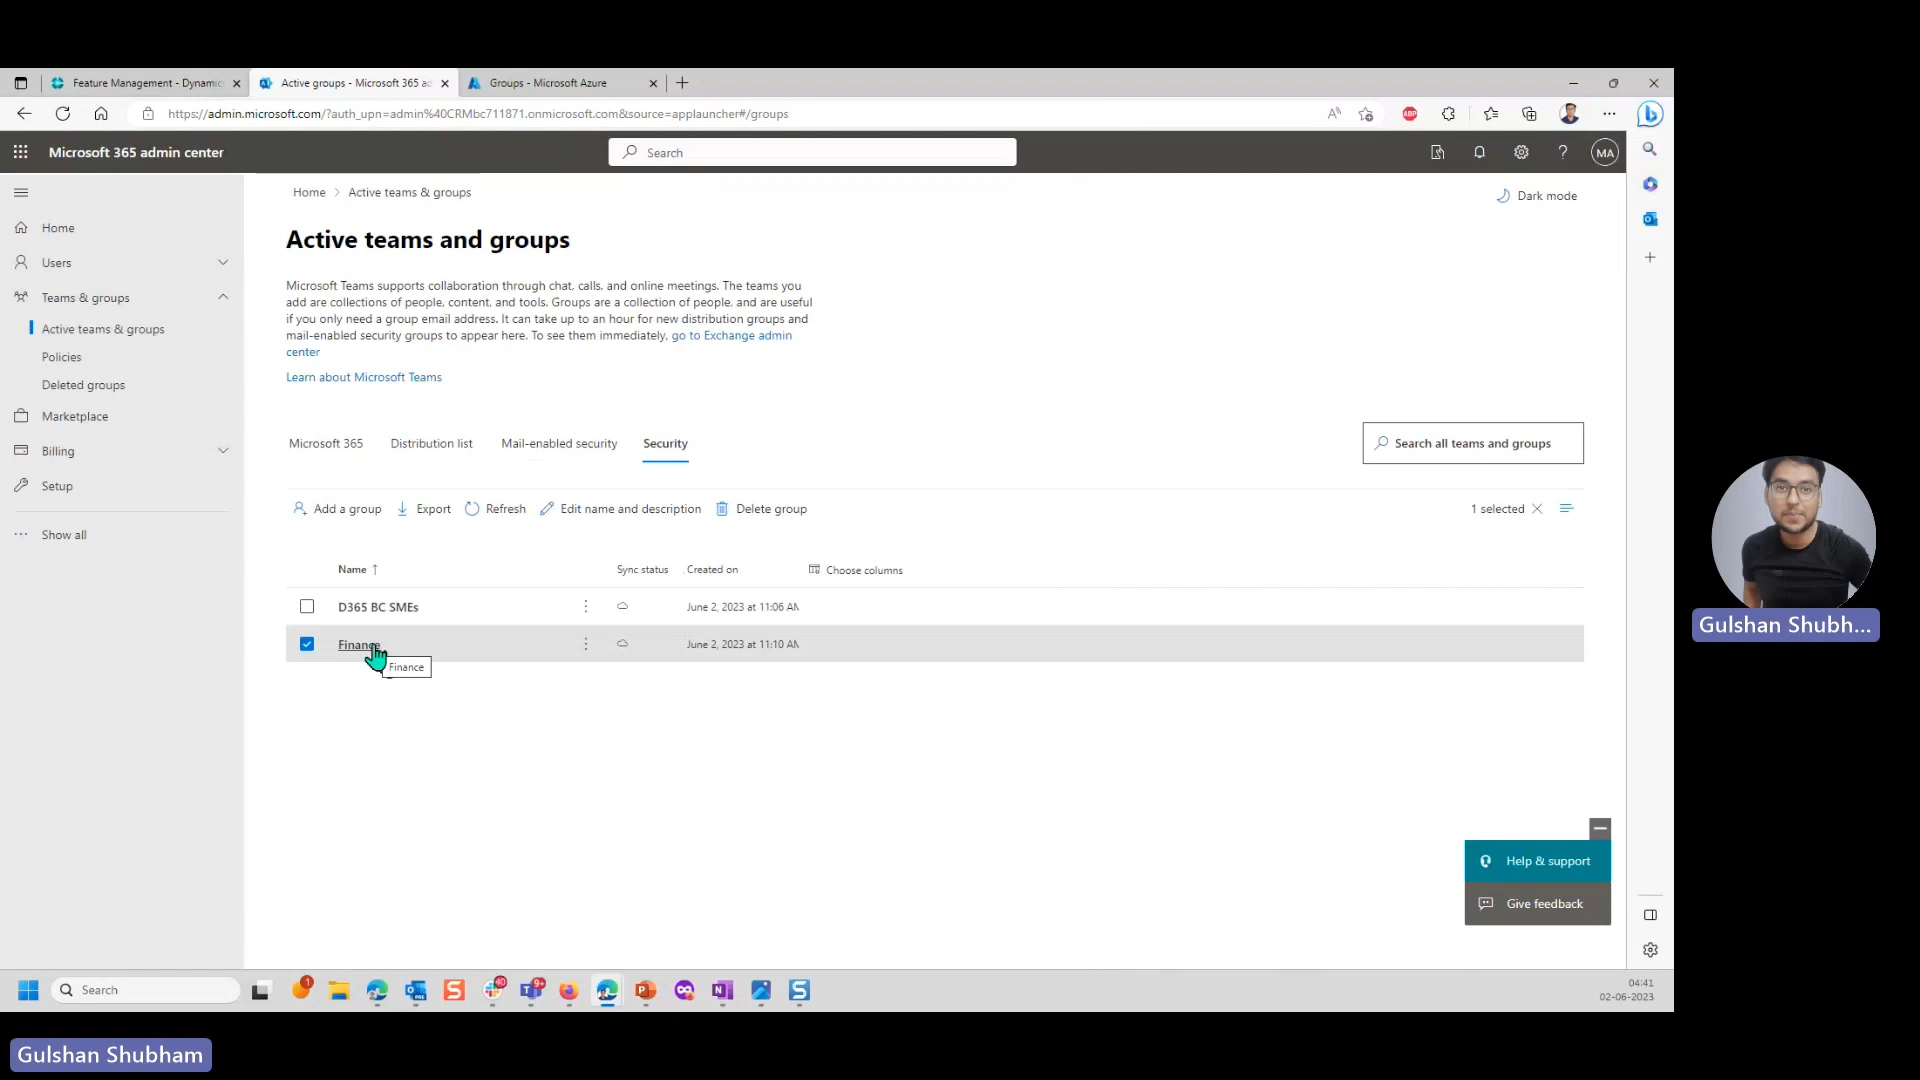 Feature Management - Dynamic
Active groups - Microsoft 365 ad
Groups - Microsoft Azure
https://admin.microsoft.com/?auth_upn=admin%40CRMbc711871.onmicrosoft.com&source=applauncher#/groups
ABP
Microsoft 365 admin center
Search
MA
Home
Users
Teams & groups
Active teams & groups
Policies
Deleted groups
Marketplace
Billing
Setup
Show all
Home > Active teams & groups
Dark mode
Active teams and groups
Microsoft Teams supports collaboration through chat, calls, and online meetings. The teams you
add are collections of people, content, and tools. Groups are a collection of people, and are useful
if you only need a group email address. It can take up to an hour for new distribution groups and
mail-enabled security groups to appear here. To see them immediately, go to Exchange admin
center
Learn about Microsoft Teams
Microsoft 365 Distribution list Mail-enabled security Security
Search all teams and groups
Add a group Export Refresh Edit name and description Delete group 1 selected
Name ↑ Sync status Created on Choose columns
D365 BC SMEs June 2, 2023 at 11:06 AM
Finance June 2, 2023 at 11:10 AM
Finance
Help & support
Give feedback
Search
1
40
9+
04:41
02-06-2023
Gulshan Shubh...
Gulshan Shubham